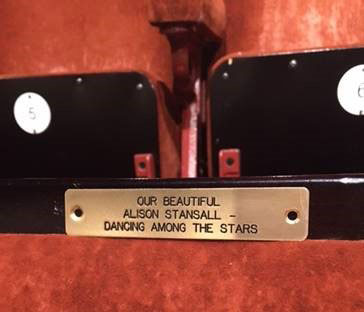 5
6
OUR BEAUTIFUL
ALISON STANSALL -
DANCING AMONG THE STARS